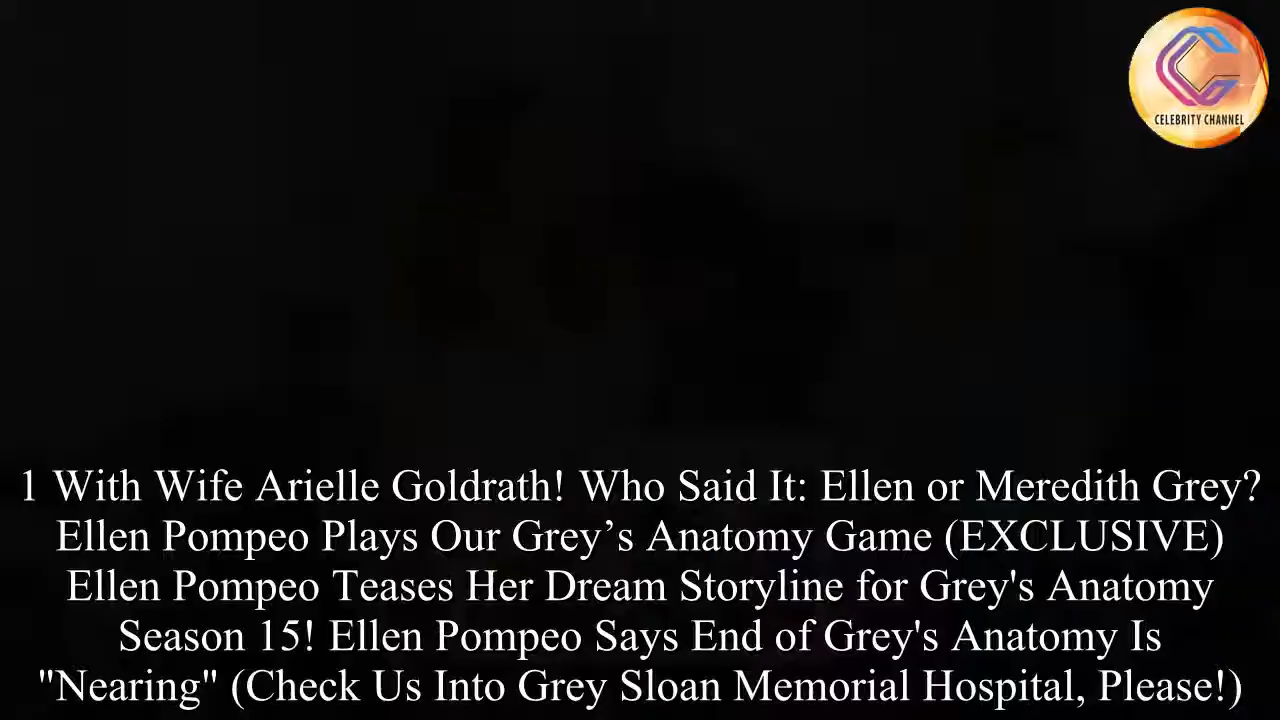 CELEBRITY CHANNEL
1 With Wife Arielle Goldrath! Who Said It: Ellen or Meredith Grey?
Ellen Pompeo Plays Our Grey’s Anatomy Game (EXCLUSIVE)
Ellen Pompeo Teases Her Dream Storyline for Grey's Anatomy
Season 15! Ellen Pompeo Says End of Grey's Anatomy Is
"Nearing" (Check Us Into Grey Sloan Memorial Hospital, Please!)